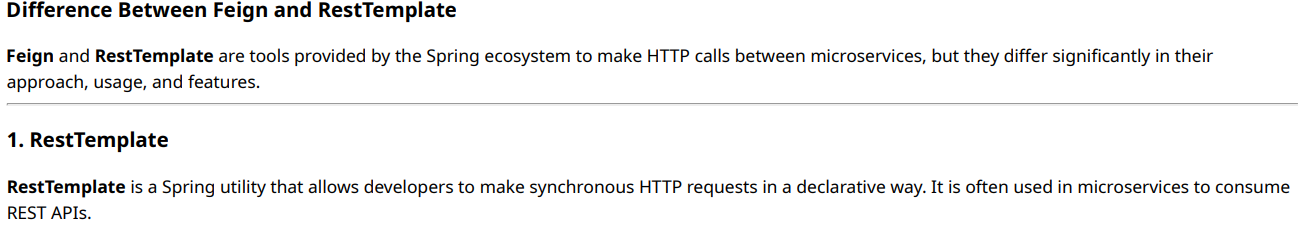 Difference Between Feign and RestTemplate
Feign and RestTemplate are tools provided by the Spring ecosystem to make HTTP calls between microservices, but they differ significantly in their
approach, usage, and features.
1. RestTemplate
RestTemplate is a Spring utility that allows developers to make synchronous HTTP requests in a declarative way. It is often used in microservices to consume
REST APIs.